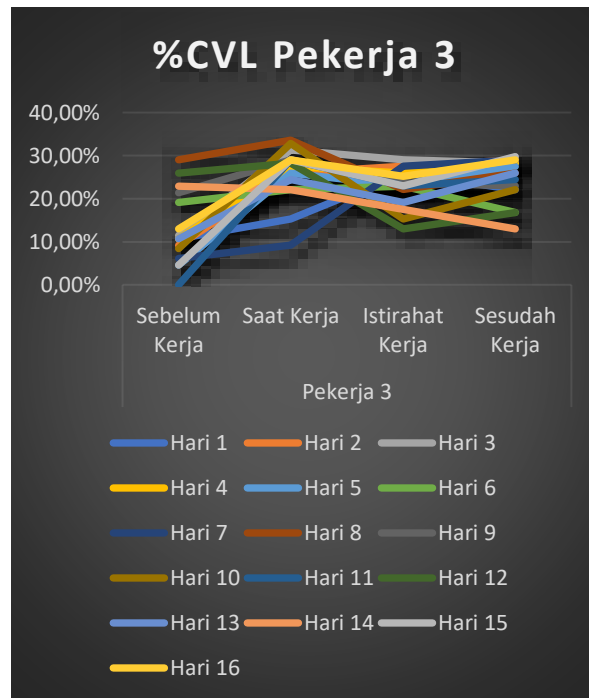 %CVL Pekerja 3
40,00%
30,00%
20,00%
10,00%
0,00%
Sebelum Kerja
Saat Kerja
Istirahat Kerja
Sesudah Kerja
Pekerja 3
Hari 1 Hari 2 Hari 3
Hari 4 Hari 5 Hari 6
Hari 7 Hari 8 Hari 9
Hari 10 Hari 11 Hari 12
Hari 13 Hari 14 Hari 15
Hari 16